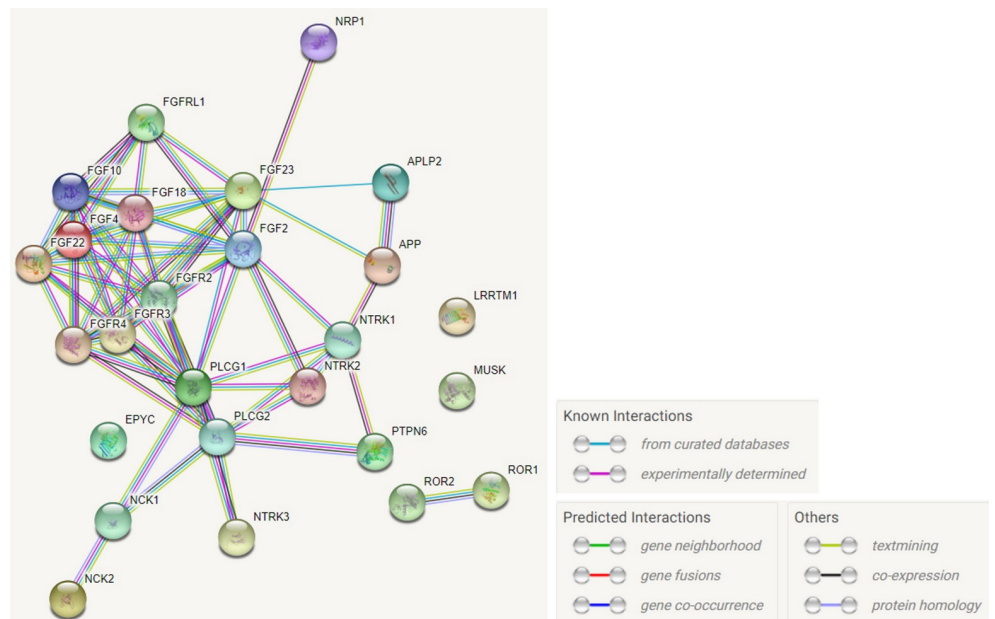 NRP1
FGFRL1
FGF10
FGF23
APLP2
FGF18
FGF4
FGF2
FGF22
APP
FGFR2
LRRTM1
FGFR3
FGFR4
NTRK1
PLCG1
NTRK2
MUSK
EPYC
PLCG2
PTPN6
ROR2
ROR1
NCK1
NTRK3
NCK2
Known Interactions
from curated databases
experimentally determined
Predicted Interactions
gene neighborhood
gene fusions
gene co-occurrence
Others
textmining
co-expression
protein homology